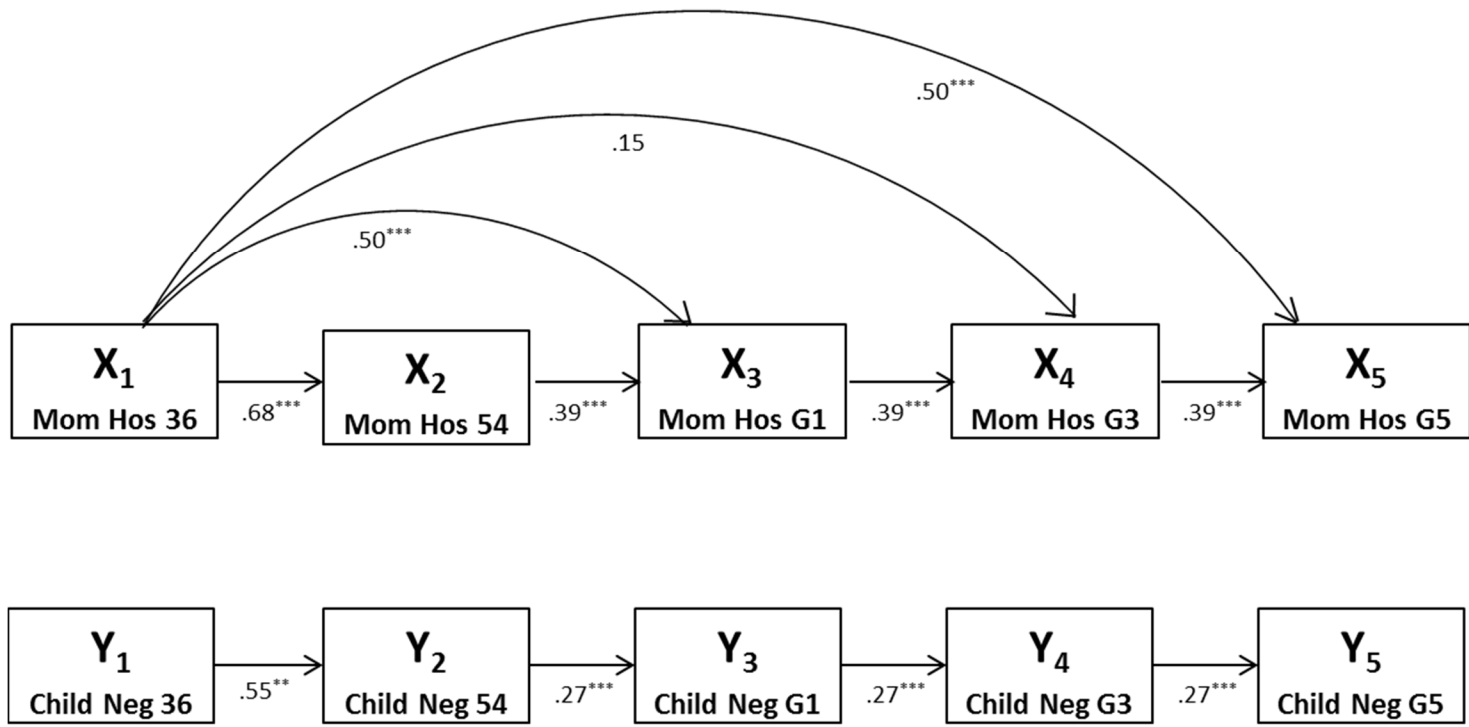 .50***
.15
.50***
X1
Mom Hos 36
X2
Mom Hos 54
X3
Mom Hos G1
X4
Mom Hos G3
X5
Mom Hos G5
.68***
.39***
.39***
.39***
Y1
Child Neg 36
Y2
Child Neg 54
Y3
Child Neg G1
Y4
Child Neg G3
Y5
Child Neg G5
.55**
.27***
.27***
.27***